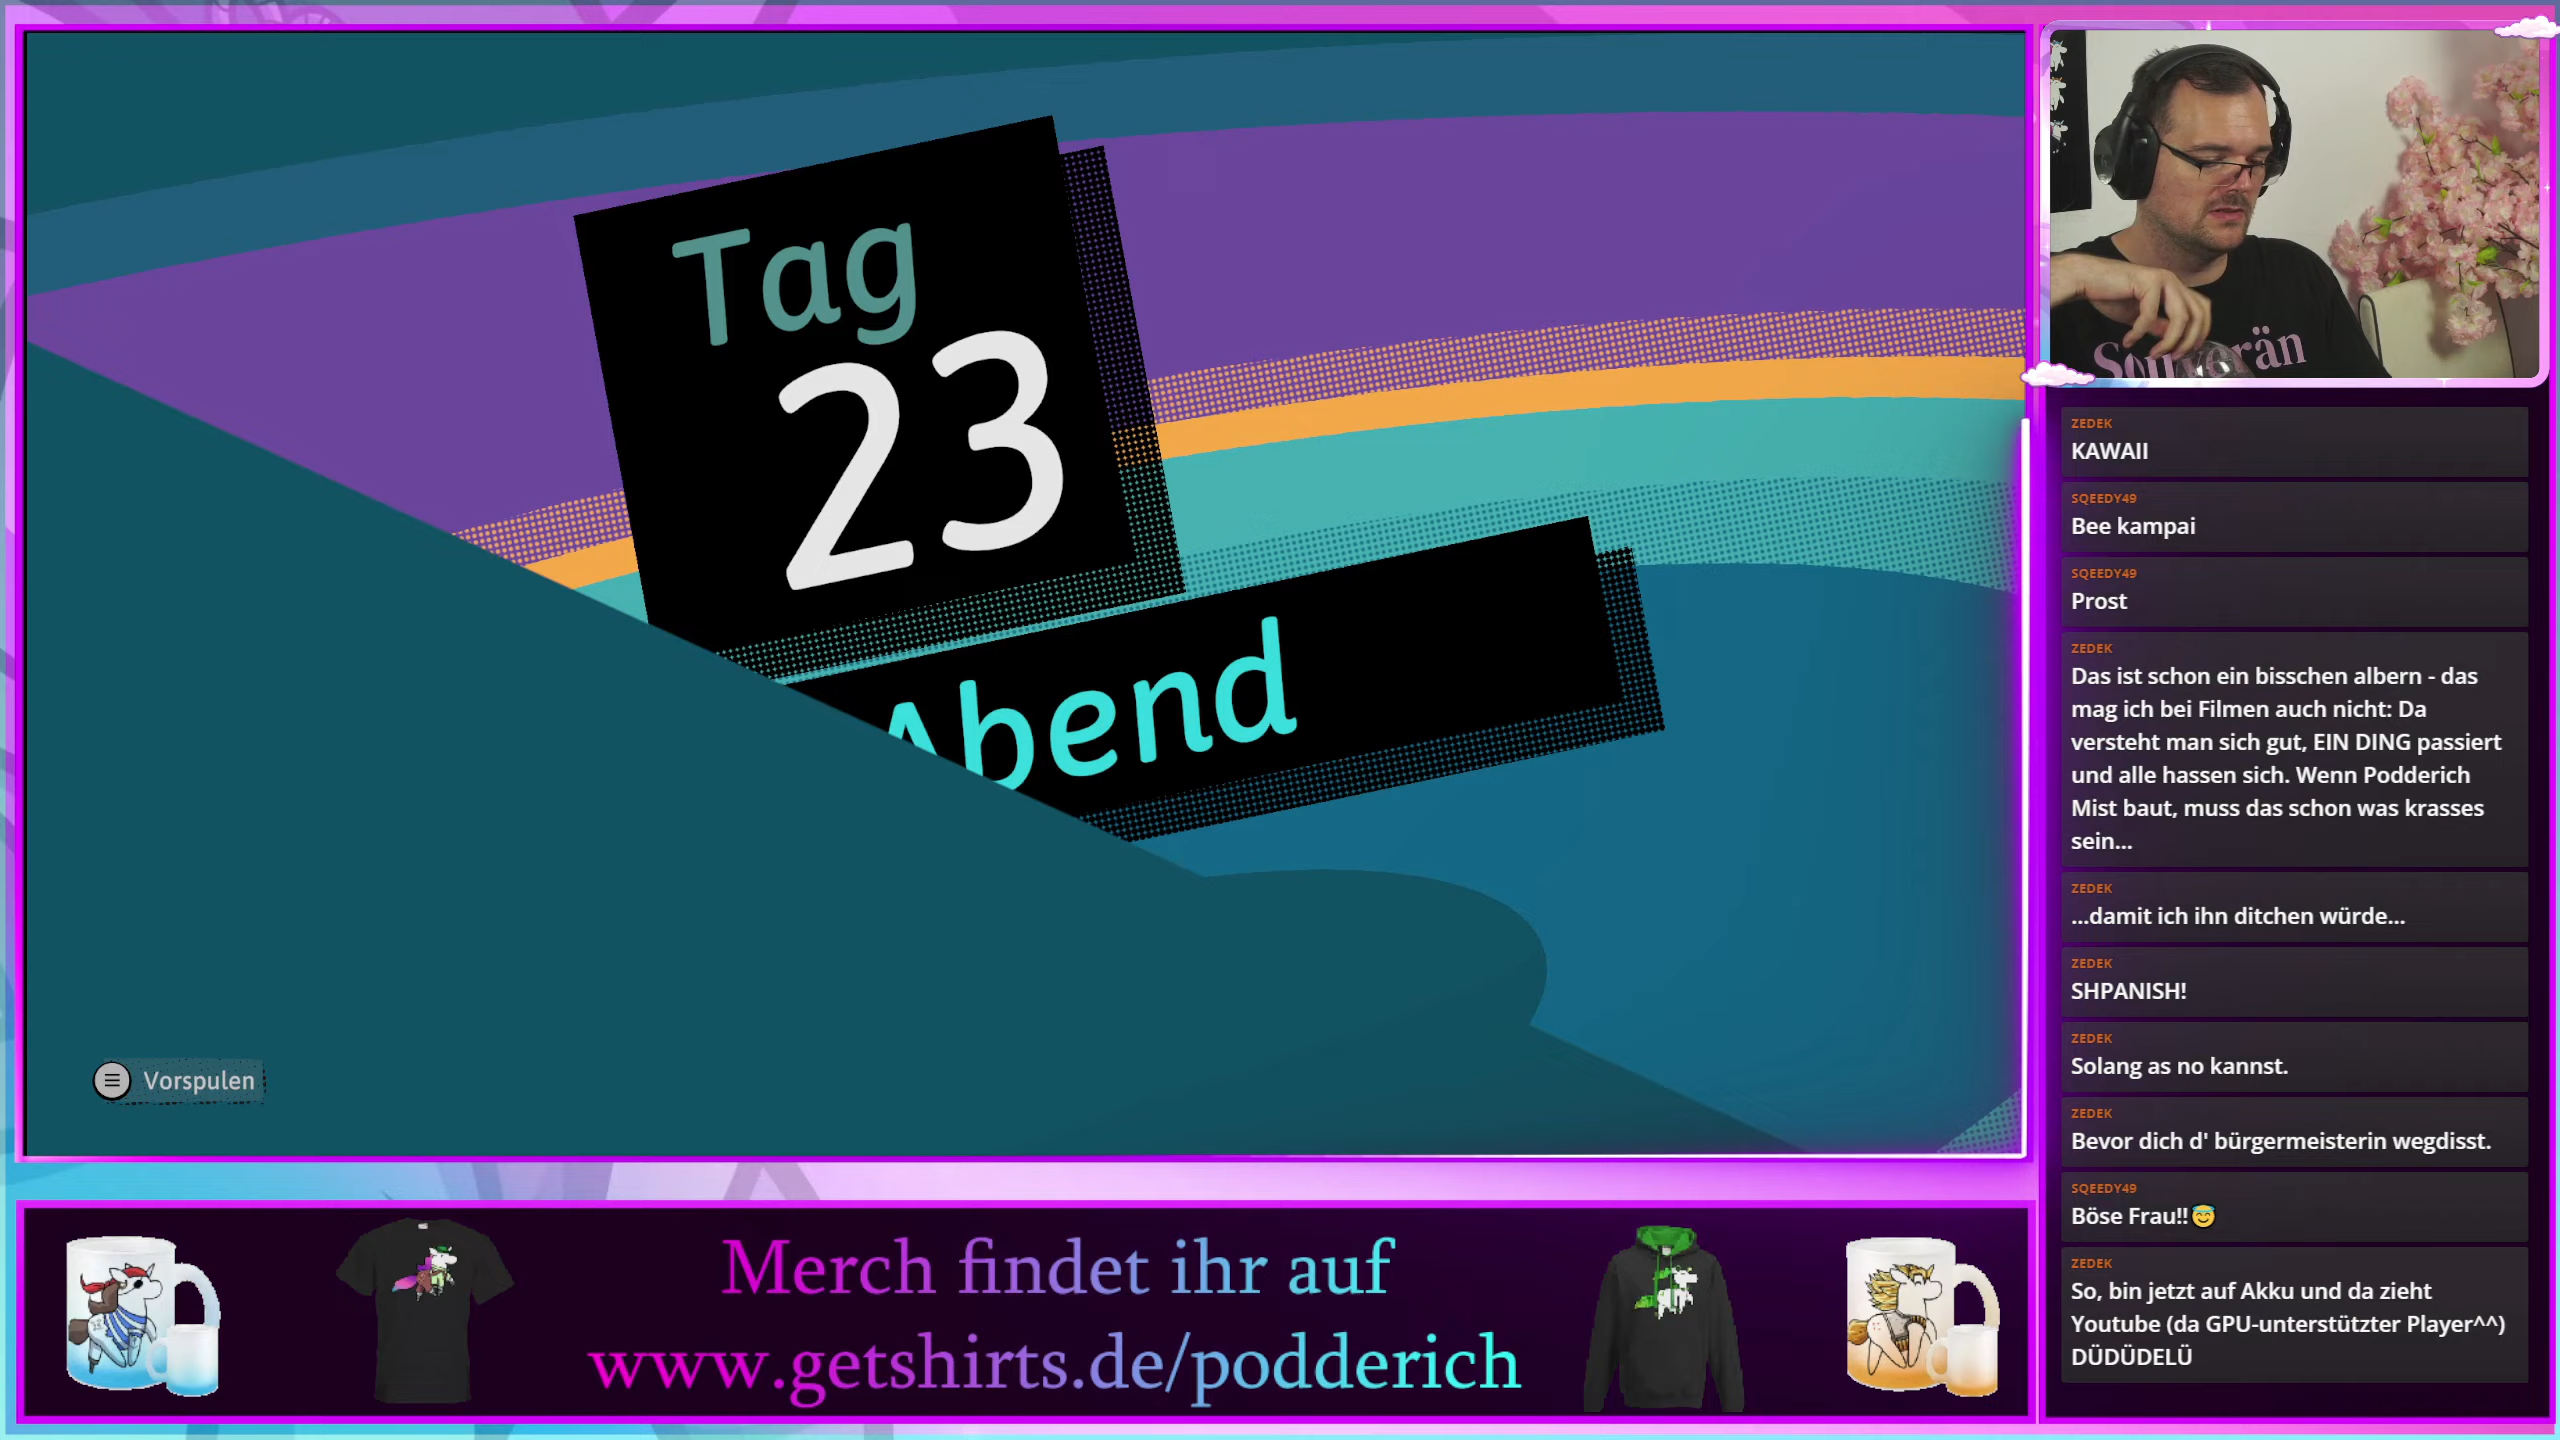 Tag
23
Abend
Vorspulen
Souverän
ZEDEK
KAWAII
SQEEDY49
Bee kampai
SQEEDY49
Prost
ZEDEK
Das ist schon ein bisschen albern - das
mag ich bei Filmen auch nicht: Da
versteht man sich gut, EIN DING passiert
und alle hassen sich. Wenn Podderich
Mist baut, muss das schon was krasses
sein...
ZEDEK
...damit ich ihn ditchen würde...
ZEDEK
SHPANISH!
ZEDEK
Solang as no kannst.
ZEDEK
Bevor dich d' bürgermeisterin wegdisst.
SQEEDY49
Böse Frau!!😇
ZEDEK
So, bin jetzt auf Akku und da zieht
Youtube (da GPU-unterstützter Player^^)
DÜDÜDELÜ
Merch findet ihr auf
www.getshirts.de/podderich